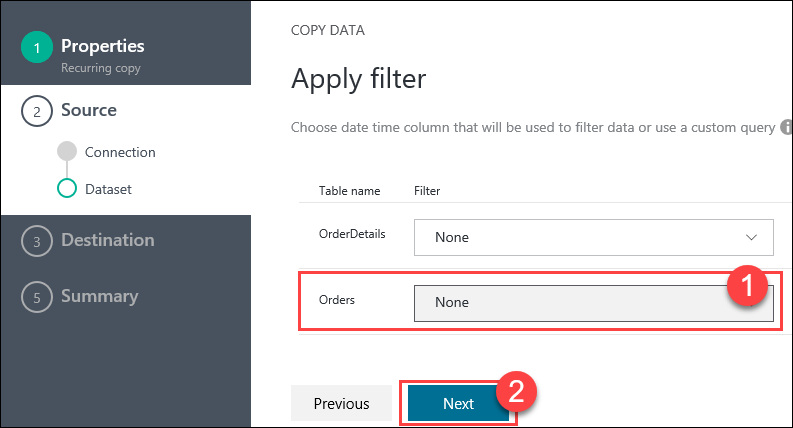 1
Properties
Recurring copy
2
Source
Connection
Dataset
3
Destination
5
Summary
COPY DATA
Apply filter
Choose date time column that will be used to filter data or use a custom query i
Table name Filter
OrderDetails None
Orders None
1
Previous Next
2